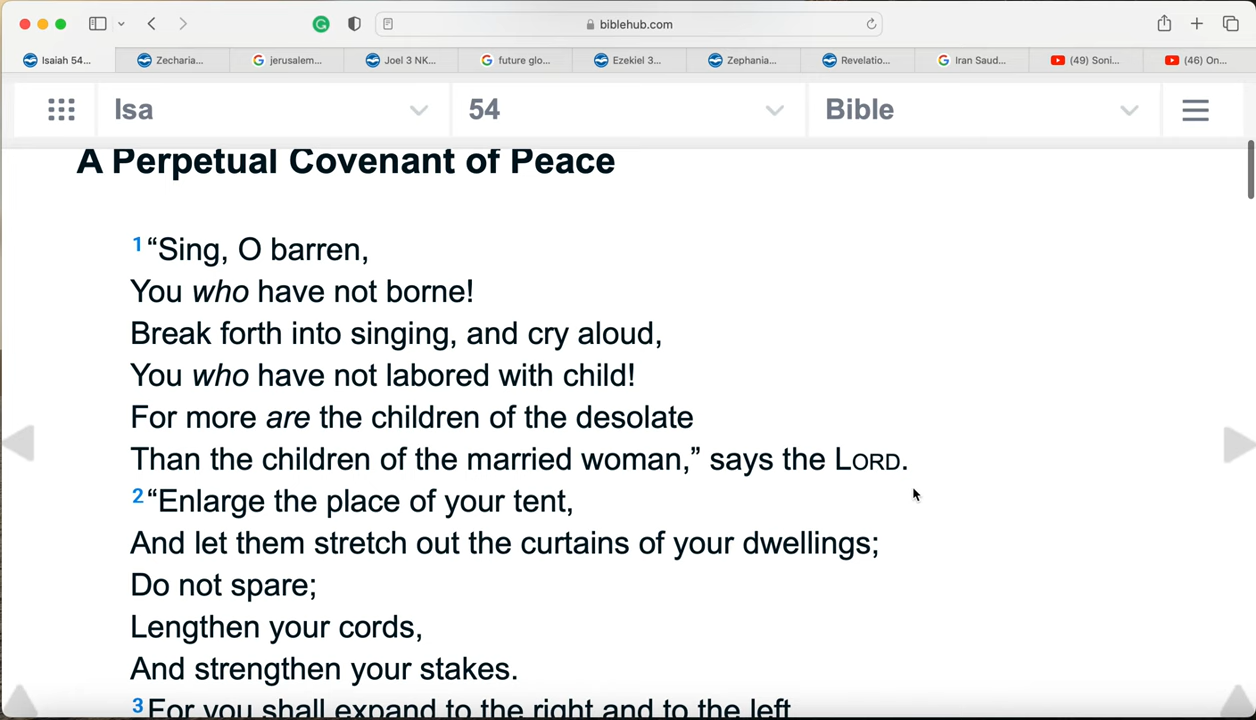 biblehub.com
Isaiah 54...
Zecharia...
jerusalem...
Joel 3 NK...
future glo...
Ezekiel 3...
Zephania...
Revelatio...
Iran Saud...
(49) Soni...
(46) On...
Isa
54
Bible
A Perpetual Covenant of Peace
1 “Sing, O barren,
You who have not borne!
Break forth into singing, and cry aloud,
You who have not labored with child!
For more are the children of the desolate
Than the children of the married woman,” says the LORD.
2 “Enlarge the place of your tent,
And let them stretch out the curtains of your dwellings;
Do not spare;
Lengthen your cords,
And strengthen your stakes.
3 For you shall expand to the right and to the left